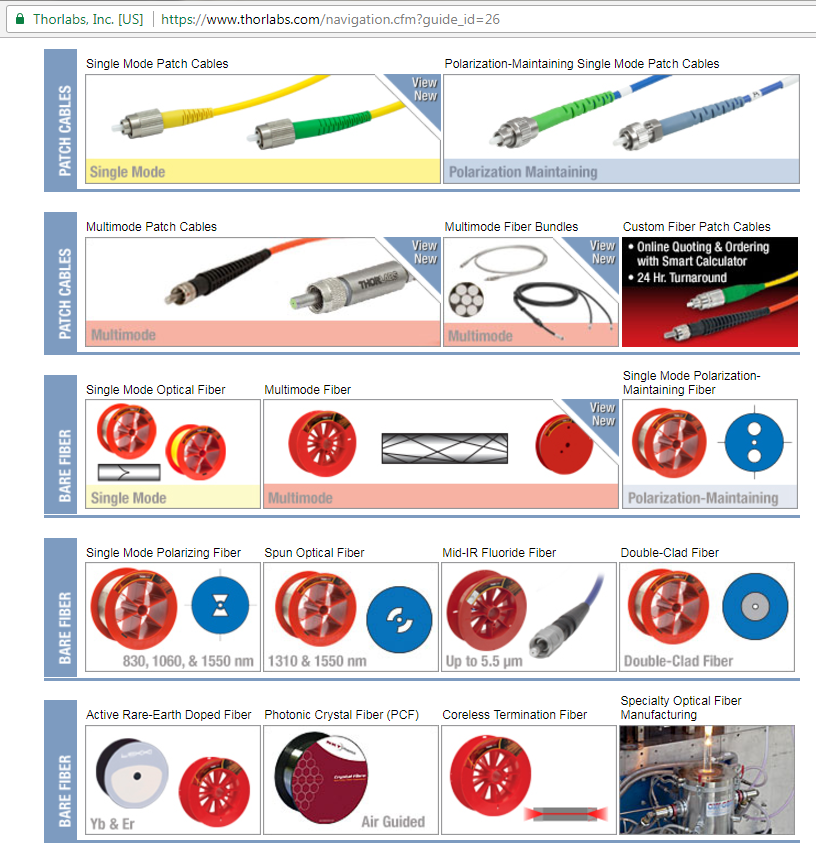 Thorlabs, Inc. [US] | https://www.thorlabs.com/navigation.cfm?guide_id=26
PATCH CABLES
Single Mode Patch Cables
View
New
Single Mode
Polarization-Maintaining Single Mode Patch Cables
Polarization Maintaining
PATCH CABLES
Multimode Patch Cables
View
New
THORLABS
Multimode
Multimode Fiber Bundles
View
New
Multimode
Custom Fiber Patch Cables
• Online Quoting & Ordering
with Smart Calculator
• 24 Hr. Turnaround
BARE FIBER
Single Mode Optical Fiber
Single Mode
Multimode Fiber
View
New
Multimode
Single Mode Polarization-
Maintaining Fiber
Polarization-Maintaining
BARE FIBER
Single Mode Polarizing Fiber
830, 1060, & 1550 nm
Spun Optical Fiber
1310 & 1550 nm
Mid-IR Fluoride Fiber
Up to 5.5 µm
Double-Clad Fiber
Double-Clad Fiber
BARE FIBER
Active Rare-Earth Doped Fiber
Yb & Er
Photonic Crystal Fiber (PCF)
Crystal Fibre
Air Guided
Coreless Termination Fiber
Specialty Optical Fiber
Manufacturing